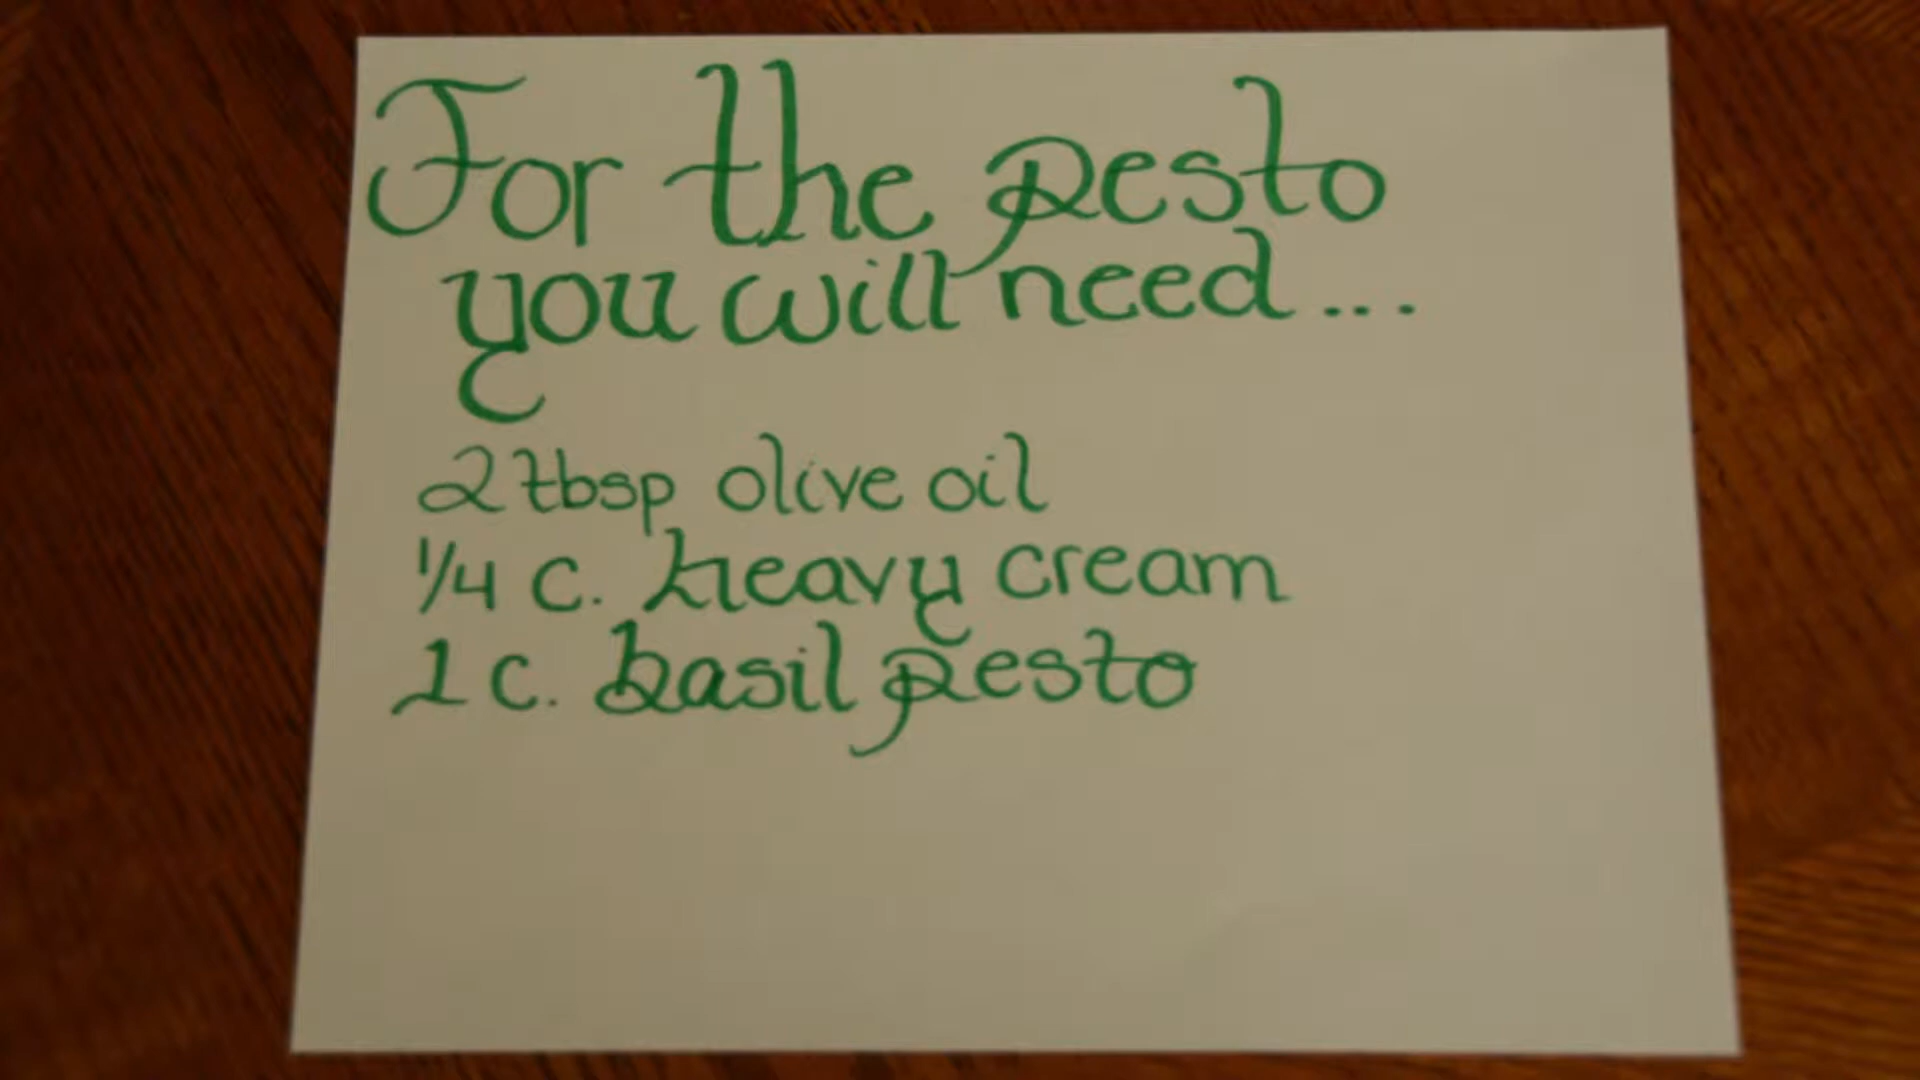 For the pesto
you will need...
2 tbsp olive oil
1/4 c. heavy cream
1 c. basil pesto